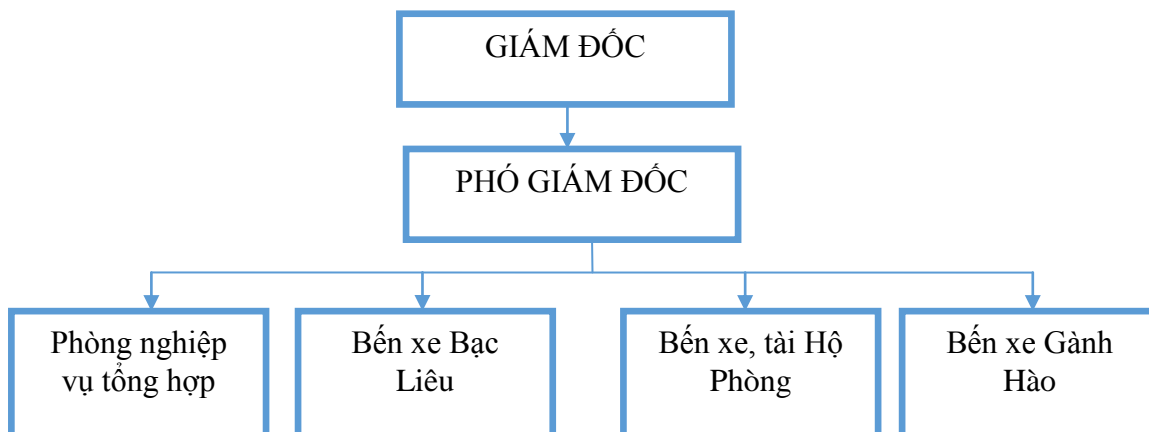 GIÁM ĐỐC
PHÓ GIÁM ĐỐC
Phòng nghiệp
vụ tổng hợp
Bến xe Bạc
Liêu
Bến xe, tài Hộ
Phòng
Bến xe Gành
Hào